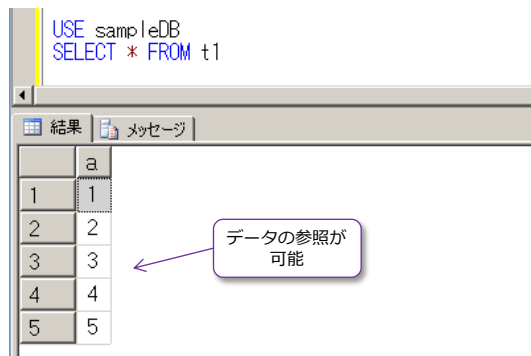 USE sampleDB
SELECT * FROM t1
結果 メッセージ
a
1 1
2 2
3 3
4 4
5 5
データの参照が
可能